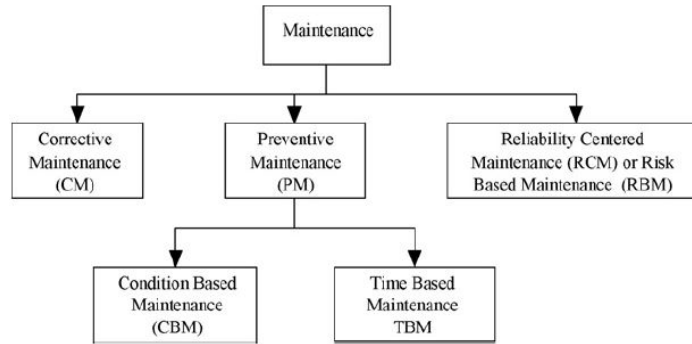 Maintenance
Corrective
Maintenance
(CM)
Preventive
Maintenance
(PM)
Reliability Centered
Maintenance (RCM) or Risk
Based Maintenance (RBM)
Condition Based
Maintenance
(CBM)
Time Based
Maintenance
TBM